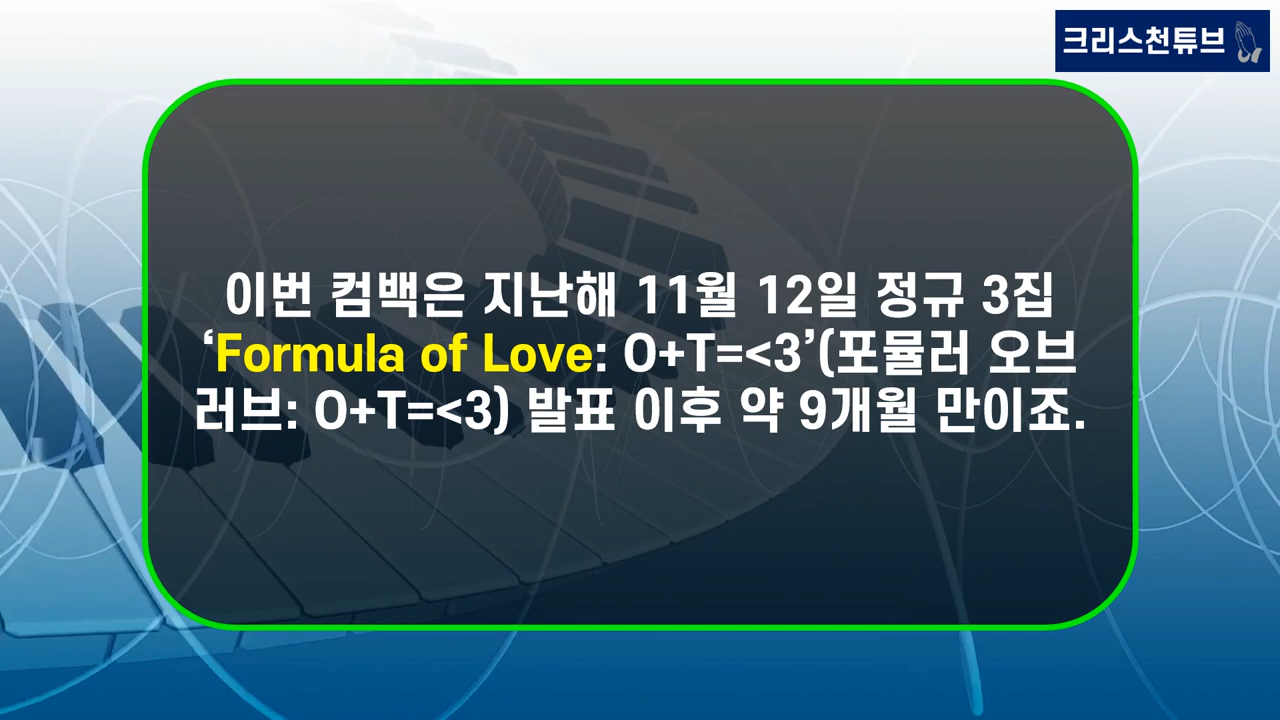 크리스천튜브
이번 컴백은 지난해 11월 12일 정규 3집
‘Formula of Love: O+T=<3’(포뮬러 오브
러브: O+T=<3) 발표 이후 약 9개월 만이죠.